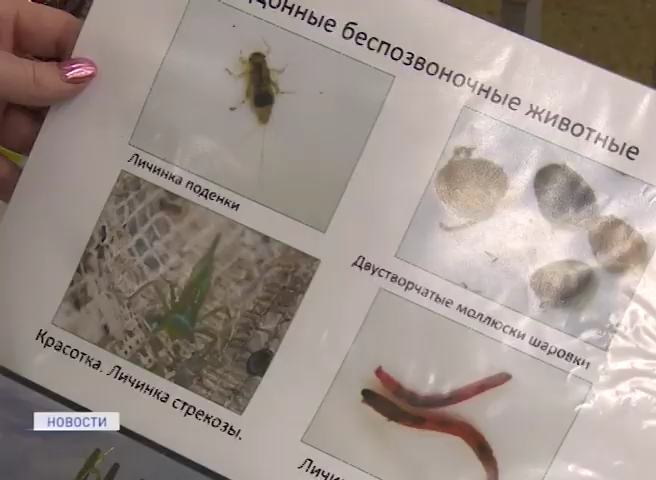 донные беспозвоночные животные
Личинка поденки
Двустворчатые моллюски шаровки
Красотка. Личинка стрекозы.
НОВОСТИ